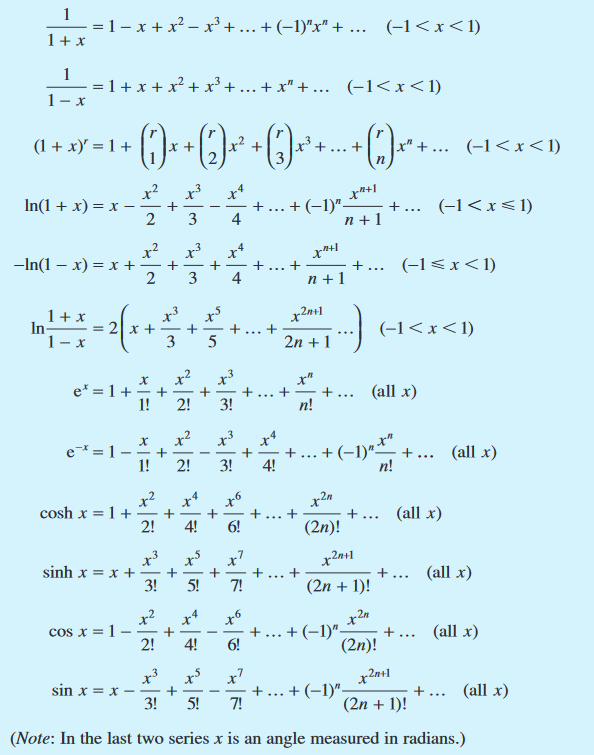 1/(1 + x) = 1 − x + x² − x³ + … + (−1)ⁿxⁿ + … (−1 < x < 1)
1/(1 − x) = 1 + x + x² + x³ + … + xⁿ + … (−1 < x < 1)
(1 + x)ʳ = 1 + (r 1)x + (r 2)x² + (r 3)x³ + … + (r n)xⁿ + … (−1 < x < 1)
ln(1 + x) = x − x²/2 + x³/3 − x⁴/4 + … + (−1)ⁿ xⁿ⁺¹/(n + 1) + … (−1 < x ⩽ 1)
−ln(1 − x) = x + x²/2 + x³/3 + x⁴/4 + … + xⁿ⁺¹/(n + 1) + … (−1 ⩽ x < 1)
ln (1 + x)/(1 − x) = 2(x + x³/3 + x⁵/5 + … + x²ⁿ⁺¹/(2n + 1) …) (−1 < x < 1)
eˣ = 1 + x/1! + x²/2! + x³/3! + … + xⁿ/n! + … (all x)
e⁻ˣ = 1 − x/1! + x²/2! − x³/3! + x⁴/4! + … + (−1)ⁿ xⁿ/n! + … (all x)
cosh x = 1 + x²/2! + x⁴/4! + x⁶/6! + … + x²ⁿ/(2n)! + … (all x)
sinh x = x + x³/3! + x⁵/5! + x⁷/7! + … + x²ⁿ⁺¹/(2n + 1)! + … (all x)
cos x = 1 − x²/2! + x⁴/4! − x⁶/6! + … + (−1)ⁿ x²ⁿ/(2n)! + … (all x)
sin x = x − x³/3! + x⁵/5! − x⁷/7! + … + (−1)ⁿ x²ⁿ⁺¹/(2n + 1)! + … (all x)
(Note: In the last two series x is an angle measured in radians.)